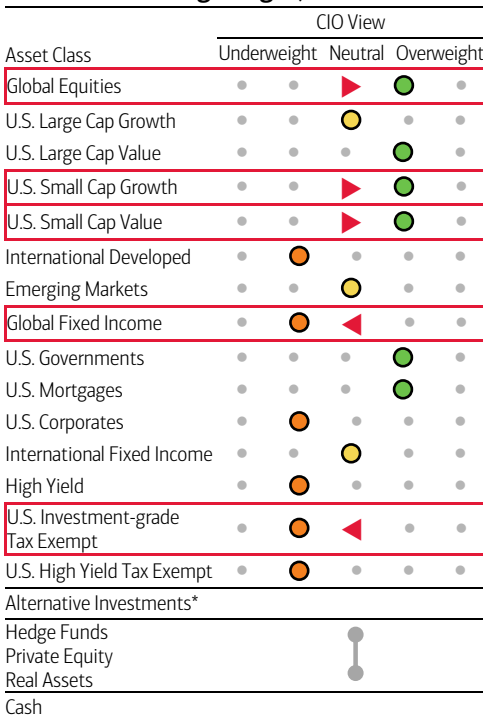 CIO View
Asset Class Underweight Neutral Overweight
Global Equities
U.S. Large Cap Growth
U.S. Large Cap Value
U.S. Small Cap Growth
U.S. Small Cap Value
International Developed
Emerging Markets
Global Fixed Income
U.S. Governments
U.S. Mortgages
U.S. Corporates
International Fixed Income
High Yield
U.S. Investment-grade
Tax Exempt
U.S. High Yield Tax Exempt
Alternative Investments*
Hedge Funds
Private Equity
Real Assets
Cash